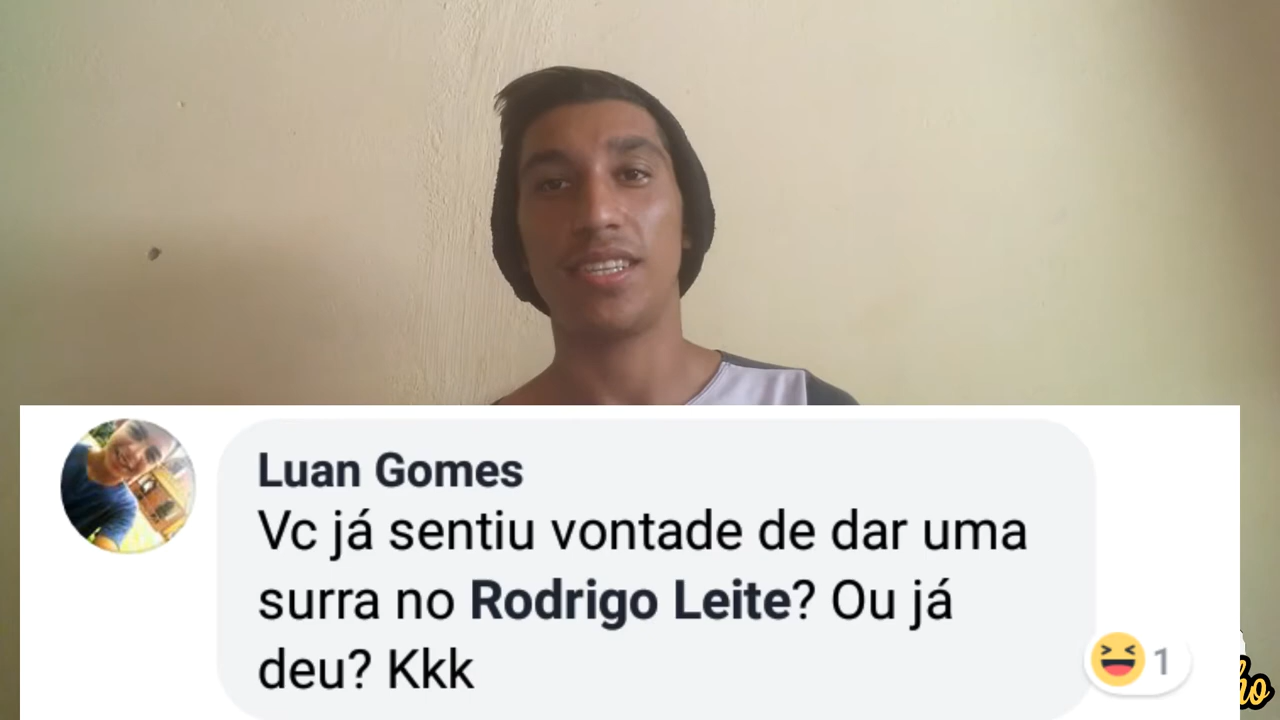 Luan Gomes
Vc já sentiu vontade de dar uma
surra no Rodrigo Leite? Ou já
deu? Kkk
1